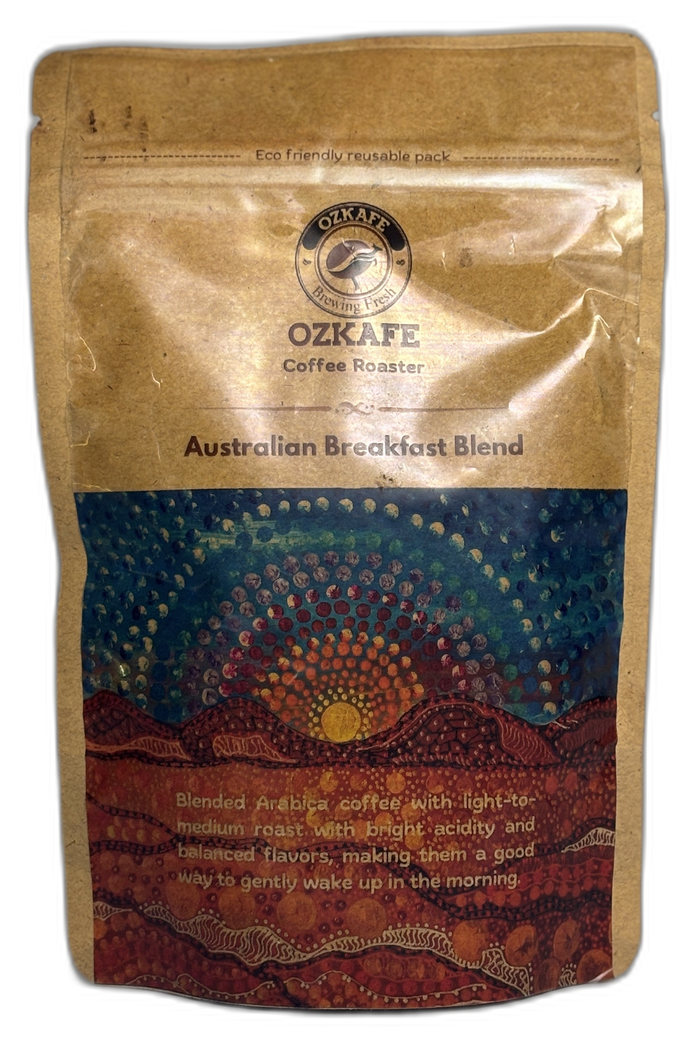 Eco friendly reusable pack
OZKAFE
Brewing Fresh
OZKAFE
Coffee Roaster
Australian Breakfast Blend
Blended Arabica coffee with light-to-
medium roast with bright acidity and
balanced flavors, making them a good
way to gently wake up in the morning.